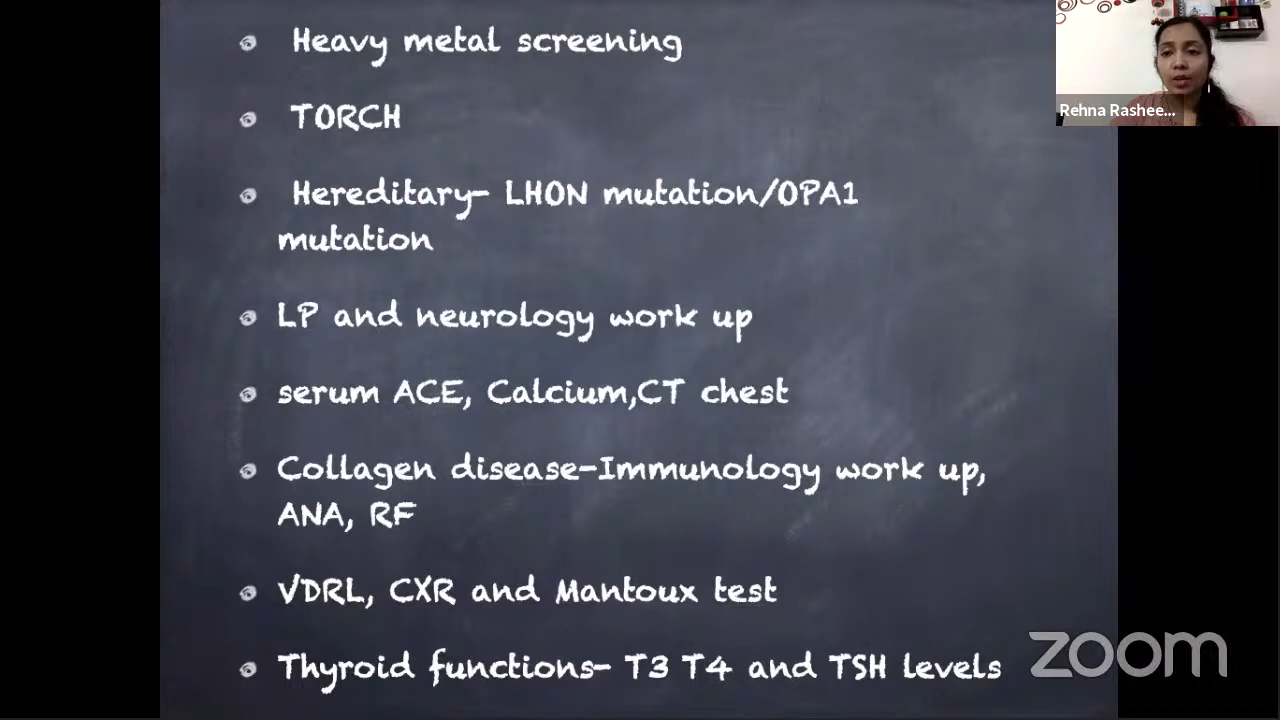 Heavy metal screening
TORCH
Hereditary- LHON mutation/OPA1
mutation
LP and neurology work up
serum ACE, Calcium,CT chest
Collagen disease-Immunology work up,
ANA, RF
VDRL, CXR and Mantoux test
Thyroid functions- T3 T4 and TSH levels
Rehna Rashee...
zoom